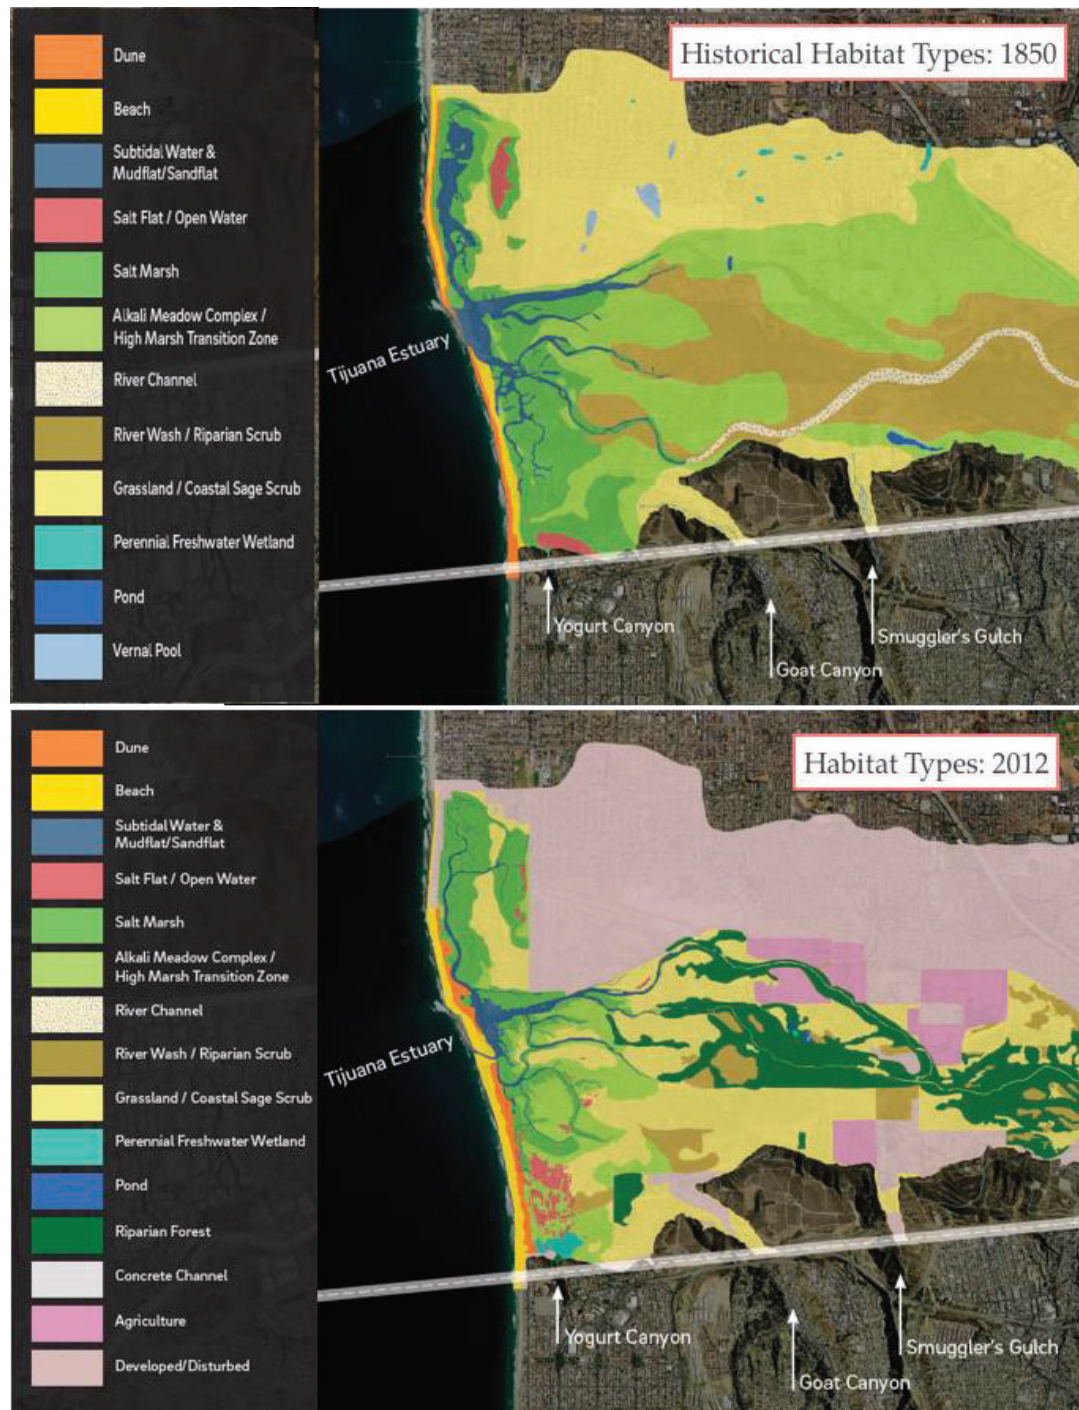 Historical Habitat Types: 1850
Dune
Beach
Subtidal Water &
Mudflat/Sandflat
Salt Flat / Open Water
Salt Marsh
Alkali Meadow Complex /
High Marsh Transition Zone
River Channel
River Wash / Riparian Scrub
Grassland / Coastal Sage Scrub
Perennial Freshwater Wetland
Pond
Vernal Pool
Tijuana Estuary
Yogurt Canyon
Goat Canyon
Smuggler's Gulch
Habitat Types: 2012
Dune
Beach
Subtidal Water &
Mudflat/Sandflat
Salt Flat / Open Water
Salt Marsh
Alkali Meadow Complex /
High Marsh Transition Zone
River Channel
River Wash / Riparian Scrub
Grassland / Coastal Sage Scrub
Perennial Freshwater Wetland
Pond
Riparian Forest
Concrete Channel
Agriculture
Developed/Disturbed
Tijuana Estuary
Yogurt Canyon
Goat Canyon
Smuggler's Gulch